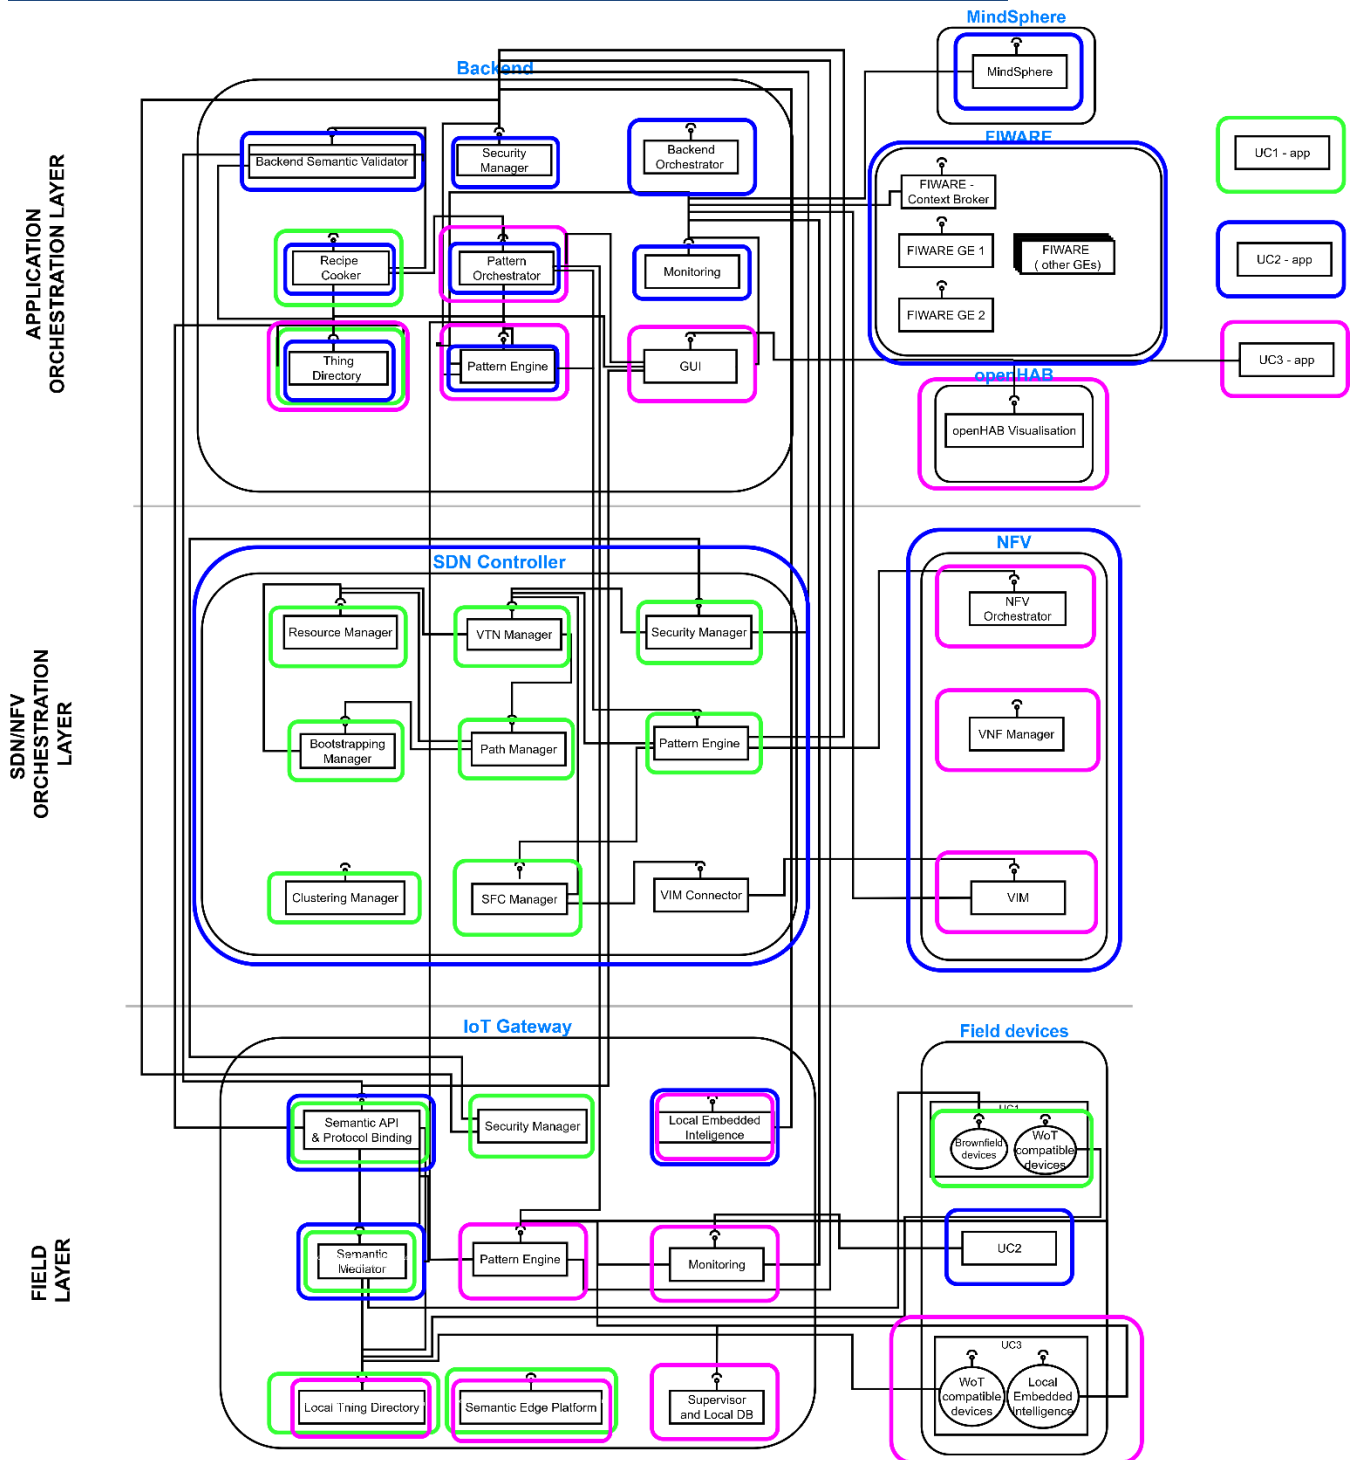 MindSphere
MindSphere
Backend
Backend Semantic Validator
Security
Manager
Backend
Orchestrator
FIWARE
FIWARE -
Context Broker
FIWARE GE 1
FIWARE
( other GEs)
FIWARE GE 2
UC1 - app
UC2 - app
UC3 - app
APPLICATION
ORCHESTRATION LAYER
Recipe
Cooker
Pattern
Orchestrator
Monitoring
Thing
Directory
Pattern Engine
GUI
openHAB
openHAB Visualisation
SDN/NFV
ORCHESTRATION
LAYER
SDN Controller
Resource Manager
VTN Manager
Security Manager
Bootstrapping
Manager
Path Manager
Pattern Engine
Clustering Manager
SFC Manager
VIM Connector
NFV
NFV
Orchestrator
VNF Manager
VIM
FIELD
LAYER
IoT Gateway
Semantic API
& Protocol Binding
Security Manager
Local Embedded
Inteligence
Semantic
Mediator
Pattern Engine
Monitoring
Local Tning Directory
Semantic Edge Platform
Supervisor
and Local DB
Field devices
UC1
Brownfield
devices
WoT
compatible
devices
UC2
UC3
WoT
compatible
devices
Local
Embedded
Intelligence